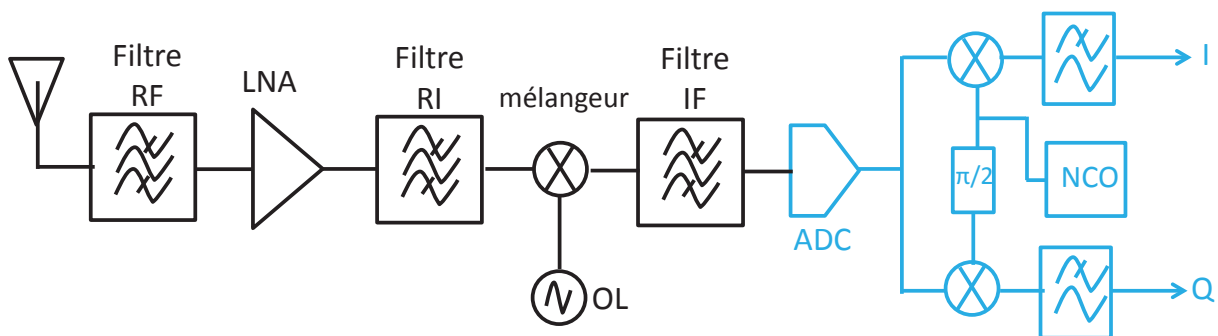 Filtre
RF
LNA
Filtre
RI
mélangeur
Filtre
IF
OL
ADC
π/2
NCO
I
Q